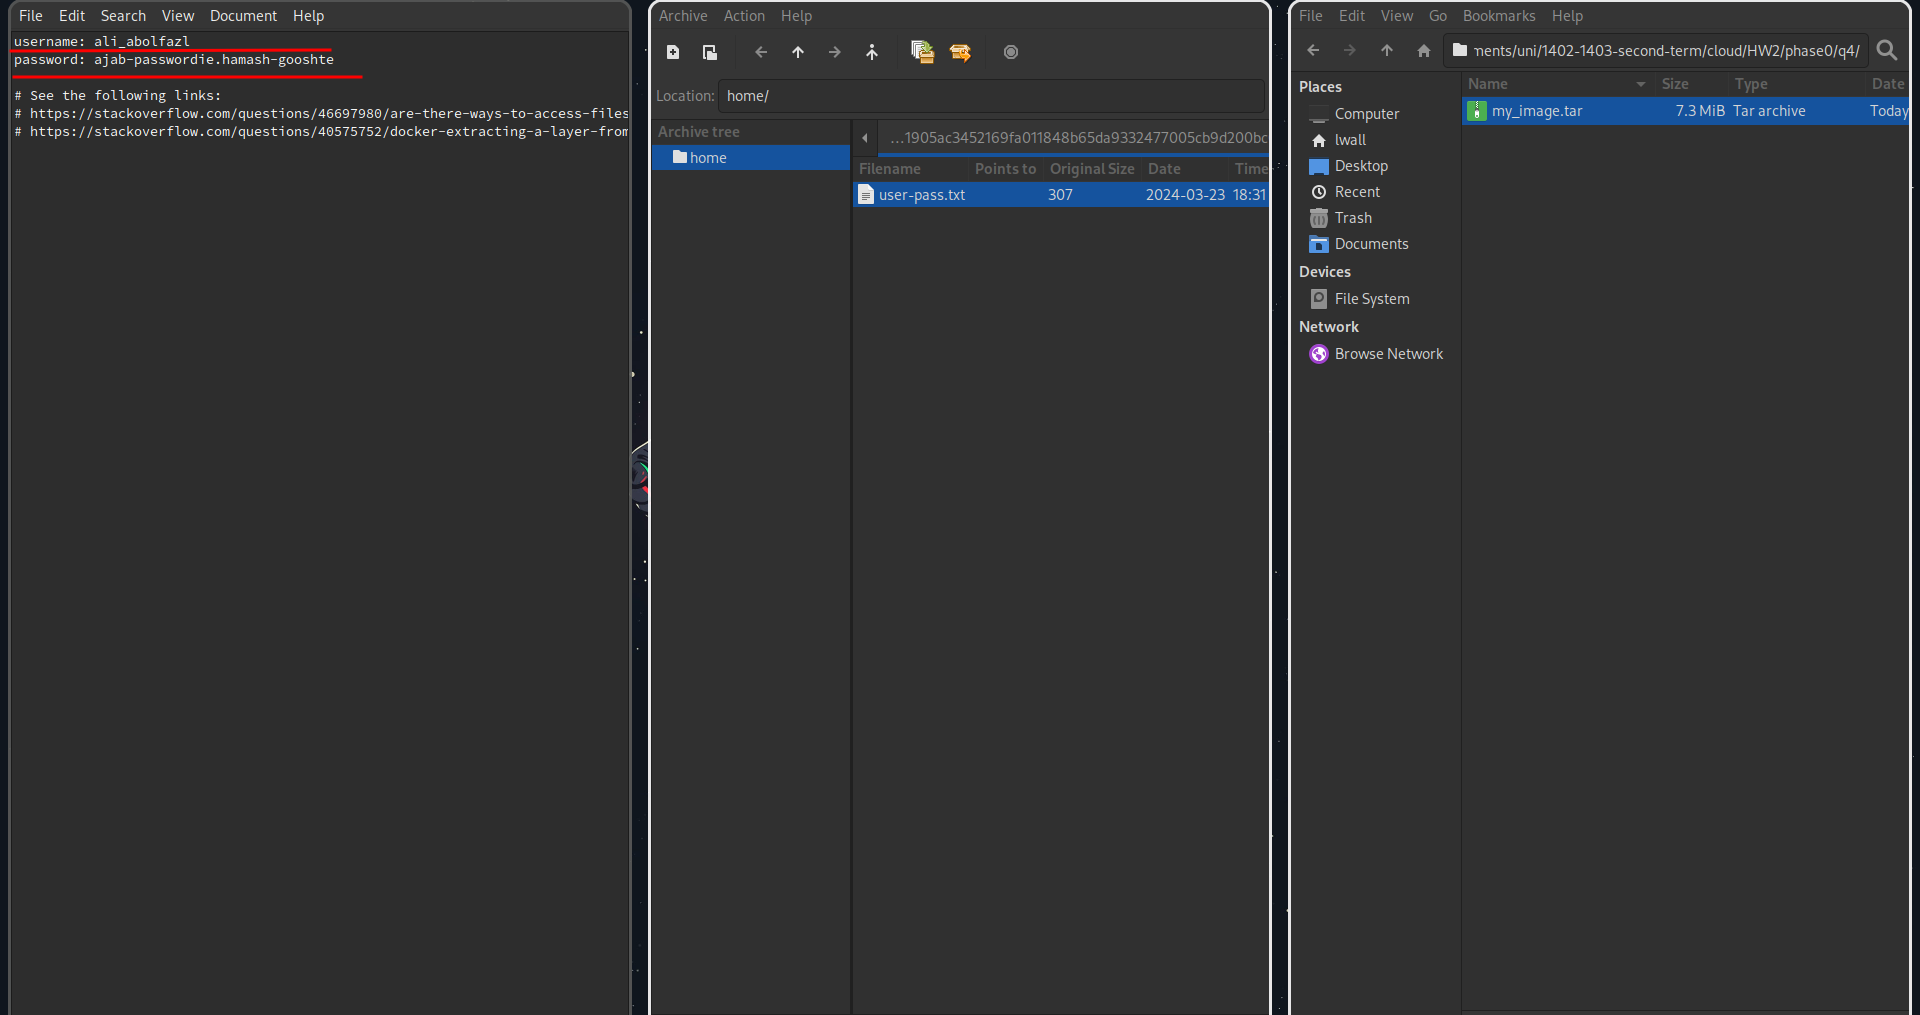 File Edit Search View Document Help
username: ali_abolfazl
password: ajab-passwordie.hamash-gooshte
# See the following links:
# https://stackoverflow.com/questions/46697980/are-there-ways-to-access-files
# https://stackoverflow.com/questions/40575752/docker-extracting-a-layer-from
Archive Action Help
Location: home/
Archive tree
home
...1905ac3452169fa011848b65da9332477005cb9d200bc
Filename Points to Original Size Date Time
user-pass.txt 307 2024-03-23 18:31
File Edit View Go Bookmarks Help
ments/uni/1402-1403-second-term/cloud/HW2/phase0/q4/
Places
Computer
lwall
Desktop
Recent
Trash
Documents
Devices
File System
Network
Browse Network
Name Size Type Date
my_image.tar 7.3 MiB Tar archive Today